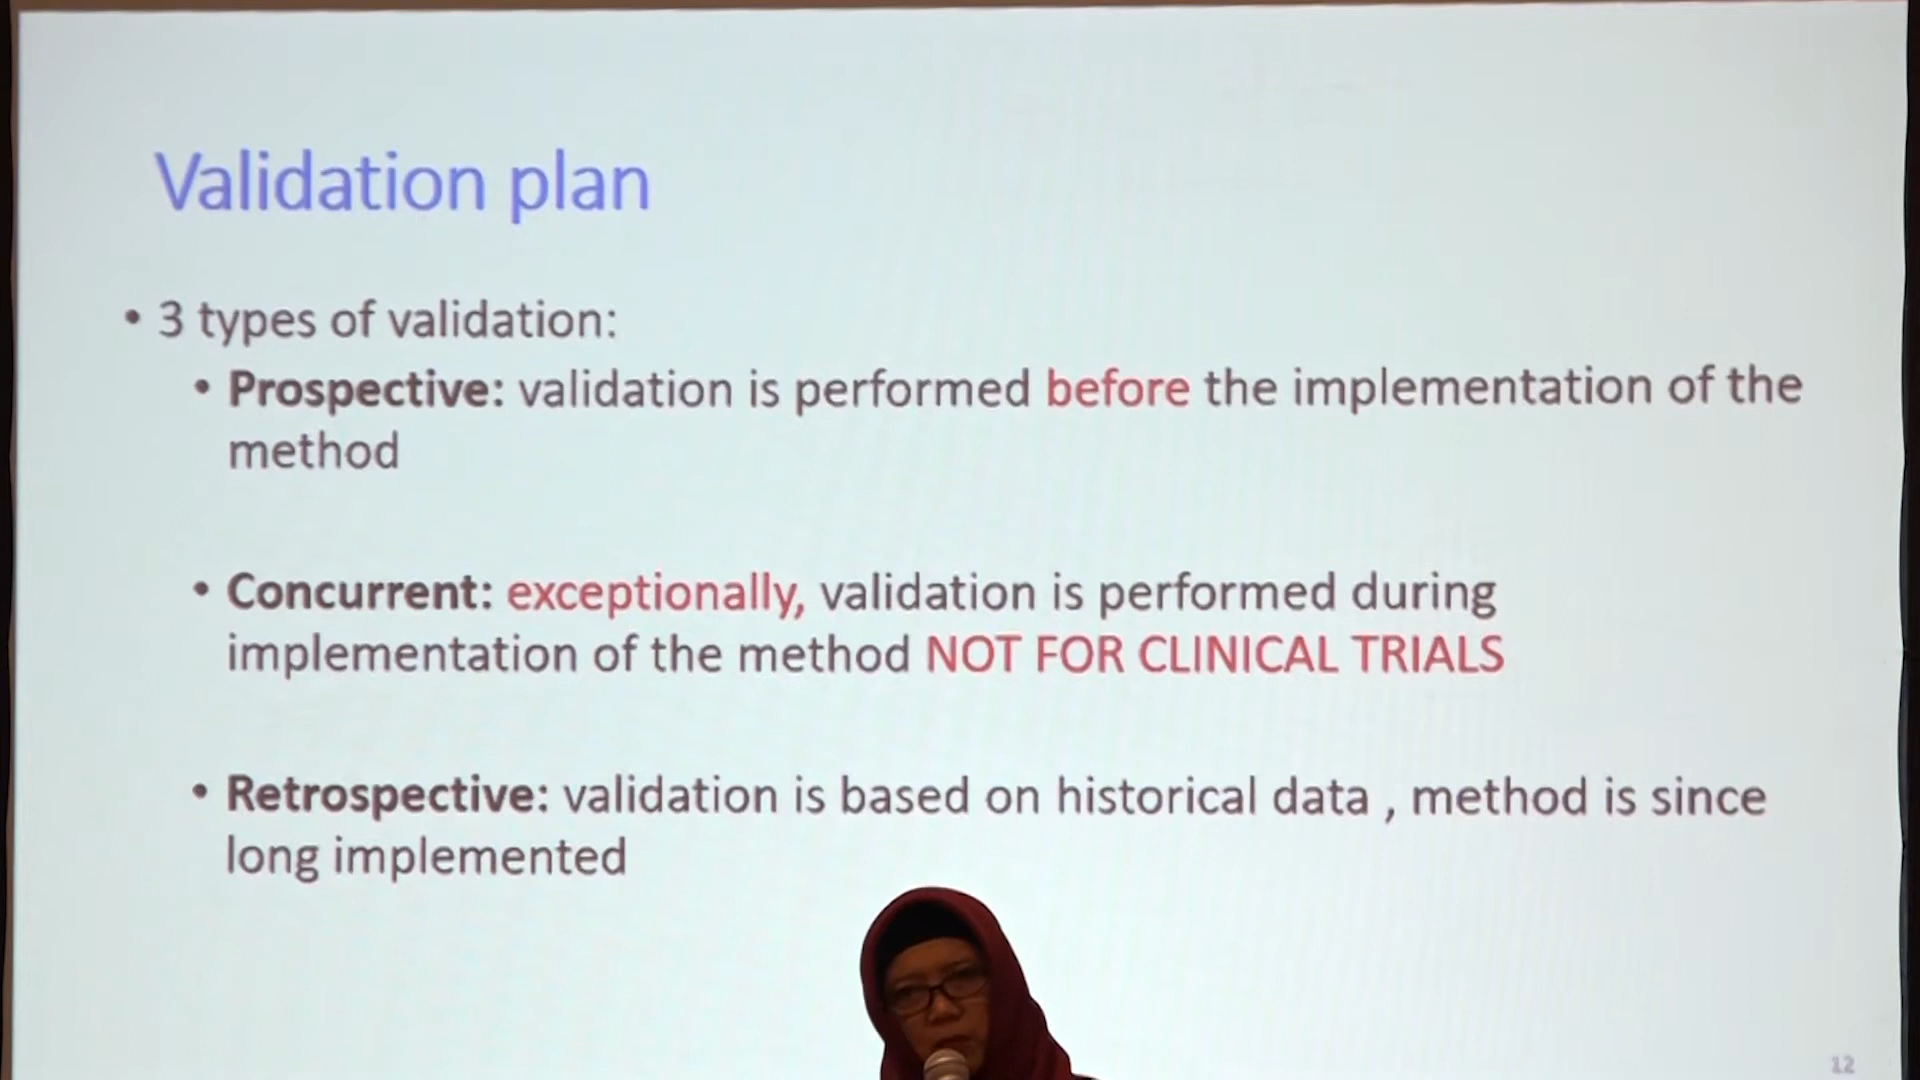 Validation plan
• 3 types of validation:
• Prospective: validation is performed before the implementation of the
method
• Concurrent: exceptionally, validation is performed during
implementation of the method NOT FOR CLINICAL TRIALS
• Retrospective: validation is based on historical data , method is since
long implemented
12